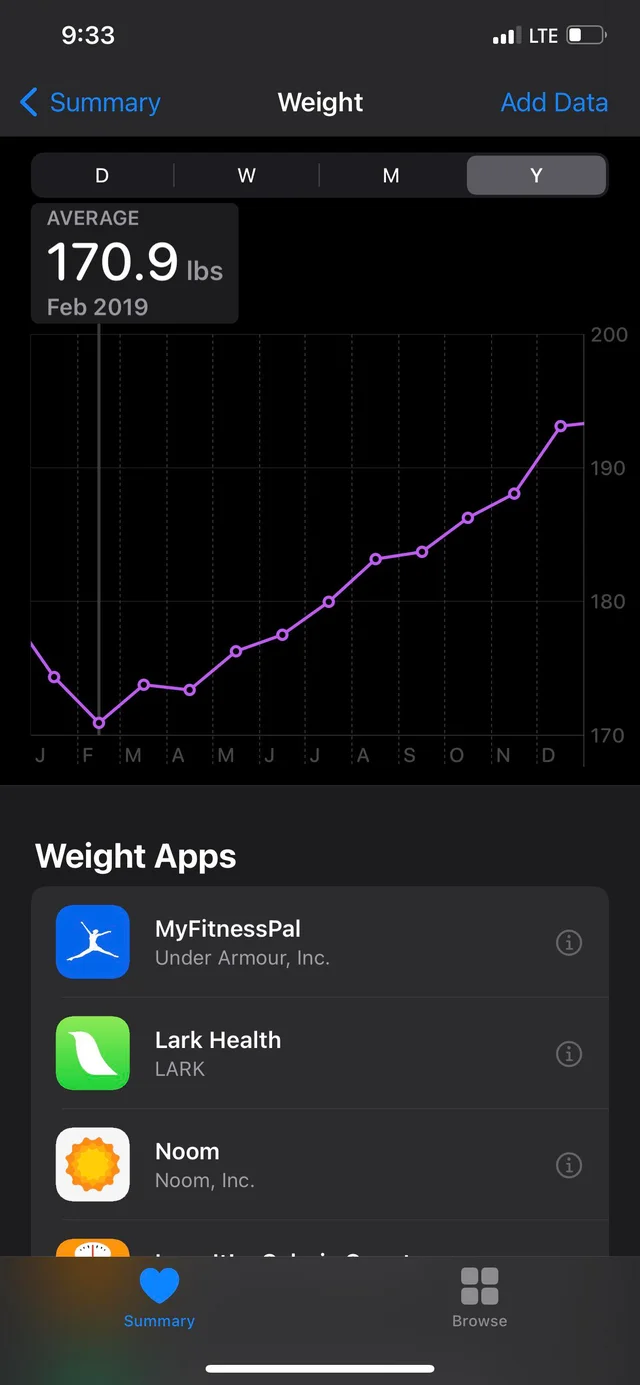 9:33
LTE
Summary
Weight
Add Data
D W M Y
AVERAGE
170.9 lbs
Feb 2019
200
190
180
170
J F M A M J J A S O N D
Weight Apps
MyFitnessPal
Under Armour, Inc.
Lark Health
LARK
Noom
Noom, Inc.
Summary
Browse